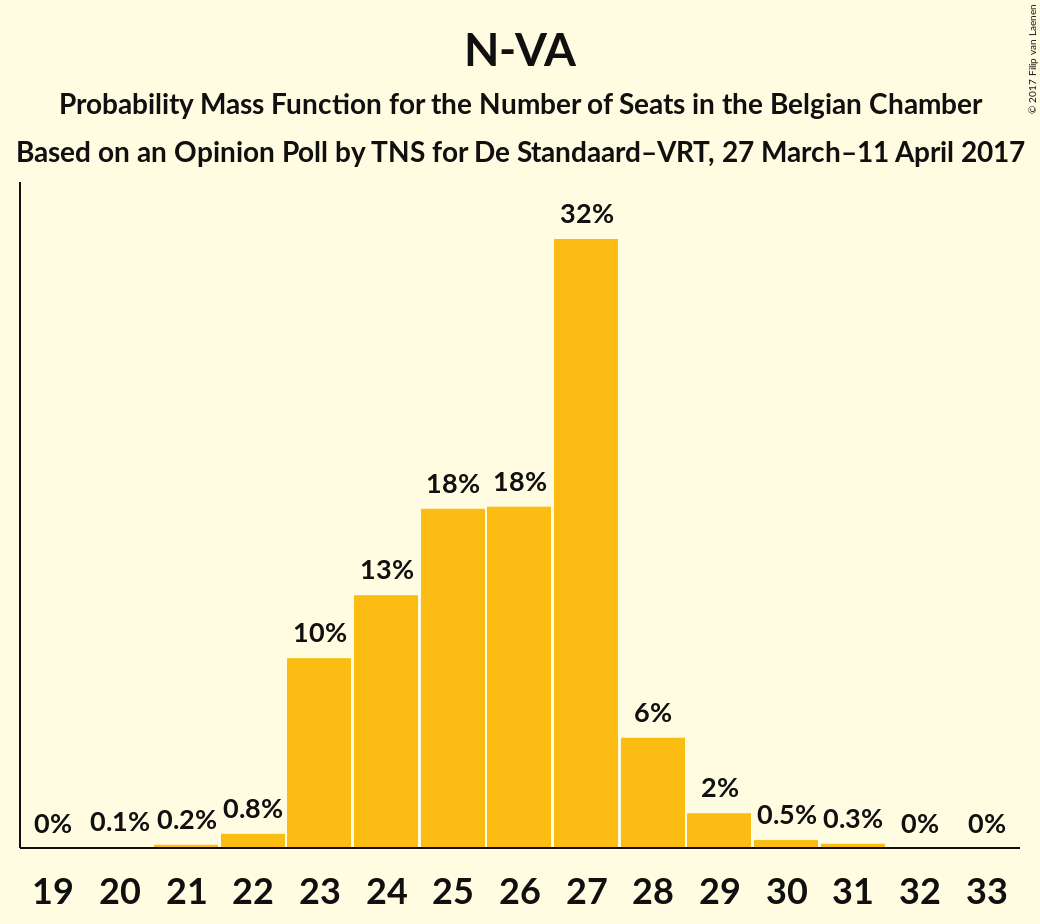 N-VA
Probability Mass Function for the Number of Seats in the Belgian Chamber
Based on an Opinion Poll by TNS for De Standaard–VRT, 27 March–11 April 2017
© 2017 Filip van Laenen
0% 0.1% 0.2% 0.8% 10% 13% 18% 18% 32% 6% 2% 0.5% 0.3% 0% 0%
19 20 21 22 23 24 25 26 27 28 29 30 31 32 33